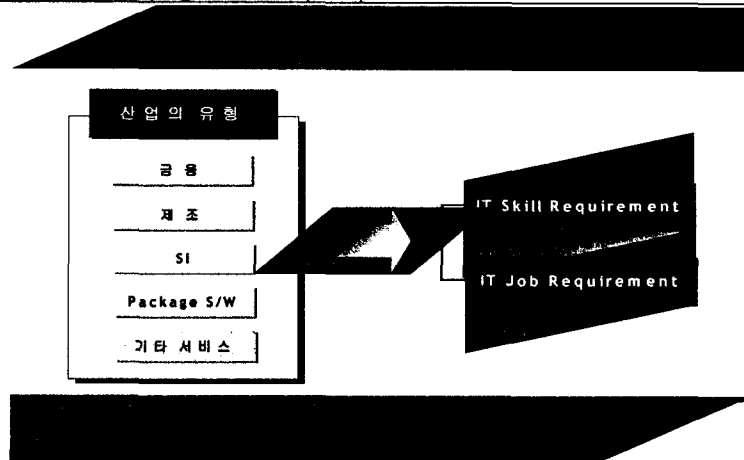 산업의 유형
금융
제조
SI
Package S/W
기타 서비스
IT Skill Requirement
IT Job Requirement